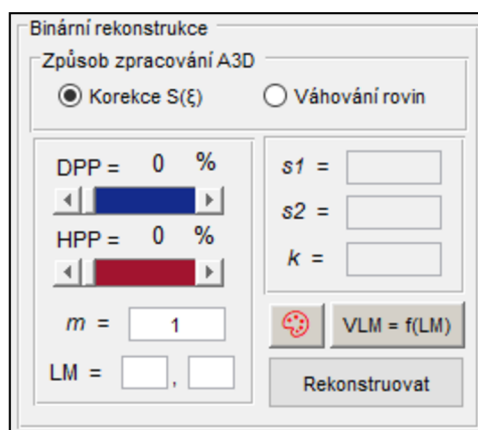 Binární rekonstrukce
Způsob zpracování A3D
Korekce S(ξ) Váhování rovin
DPP = 0 %
HPP = 0 %
m = 1
LM = ,
s1 =
s2 =
k =
VLM = f(LM)
Rekonstruovat